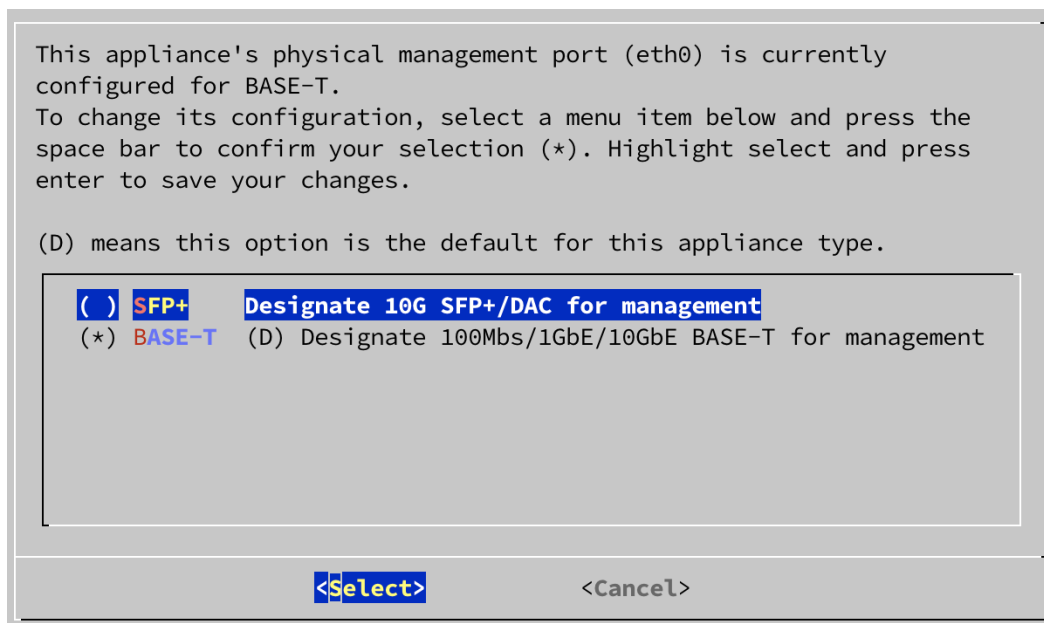 This appliance's physical management port (eth0) is currently
configured for BASE-T.
To change its configuration, select a menu item below and press the
space bar to confirm your selection (*). Highlight select and press
enter to save your changes.
(D) means this option is the default for this appliance type.
( ) SFP+ Designate 10G SFP+/DAC for management
(*) BASE-T (D) Designate 100Mbs/1GbE/10GbE BASE-T for management
<Select> <Cancel>